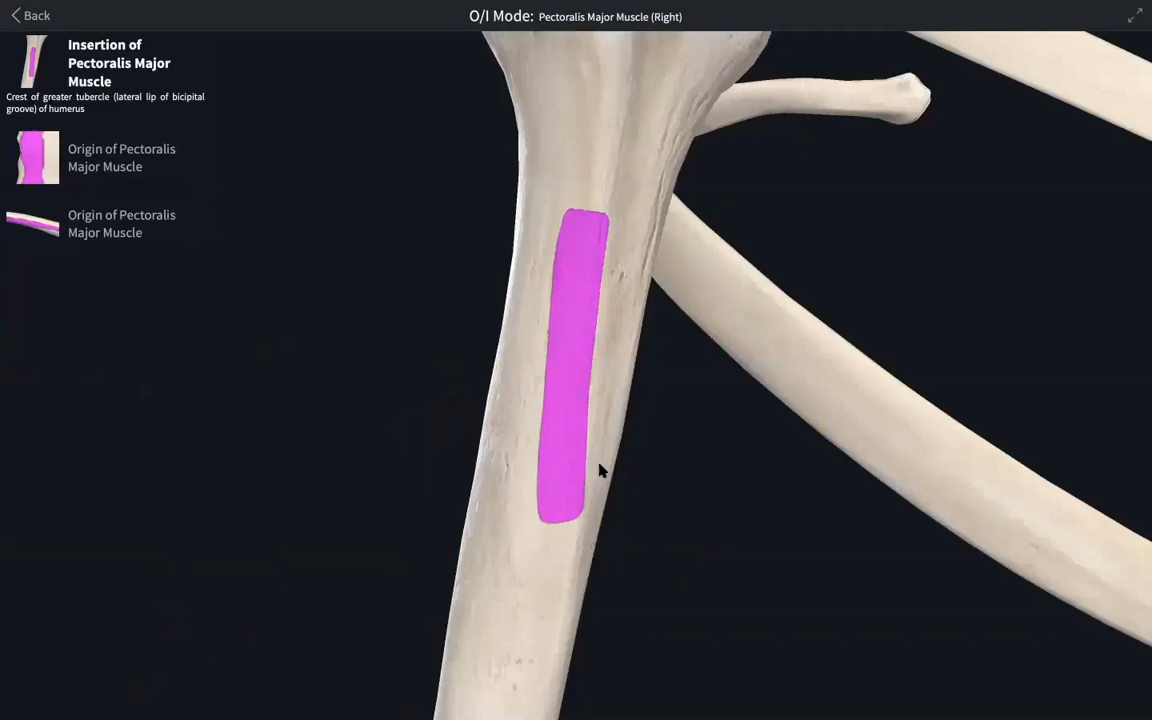 Back
O/I Mode: Pectoralis Major Muscle (Right)
Insertion of
Pectoralis Major
Muscle
Crest of greater tubercle (lateral lip of bicipital
groove) of humerus
Origin of Pectoralis
Major Muscle
Origin of Pectoralis
Major Muscle